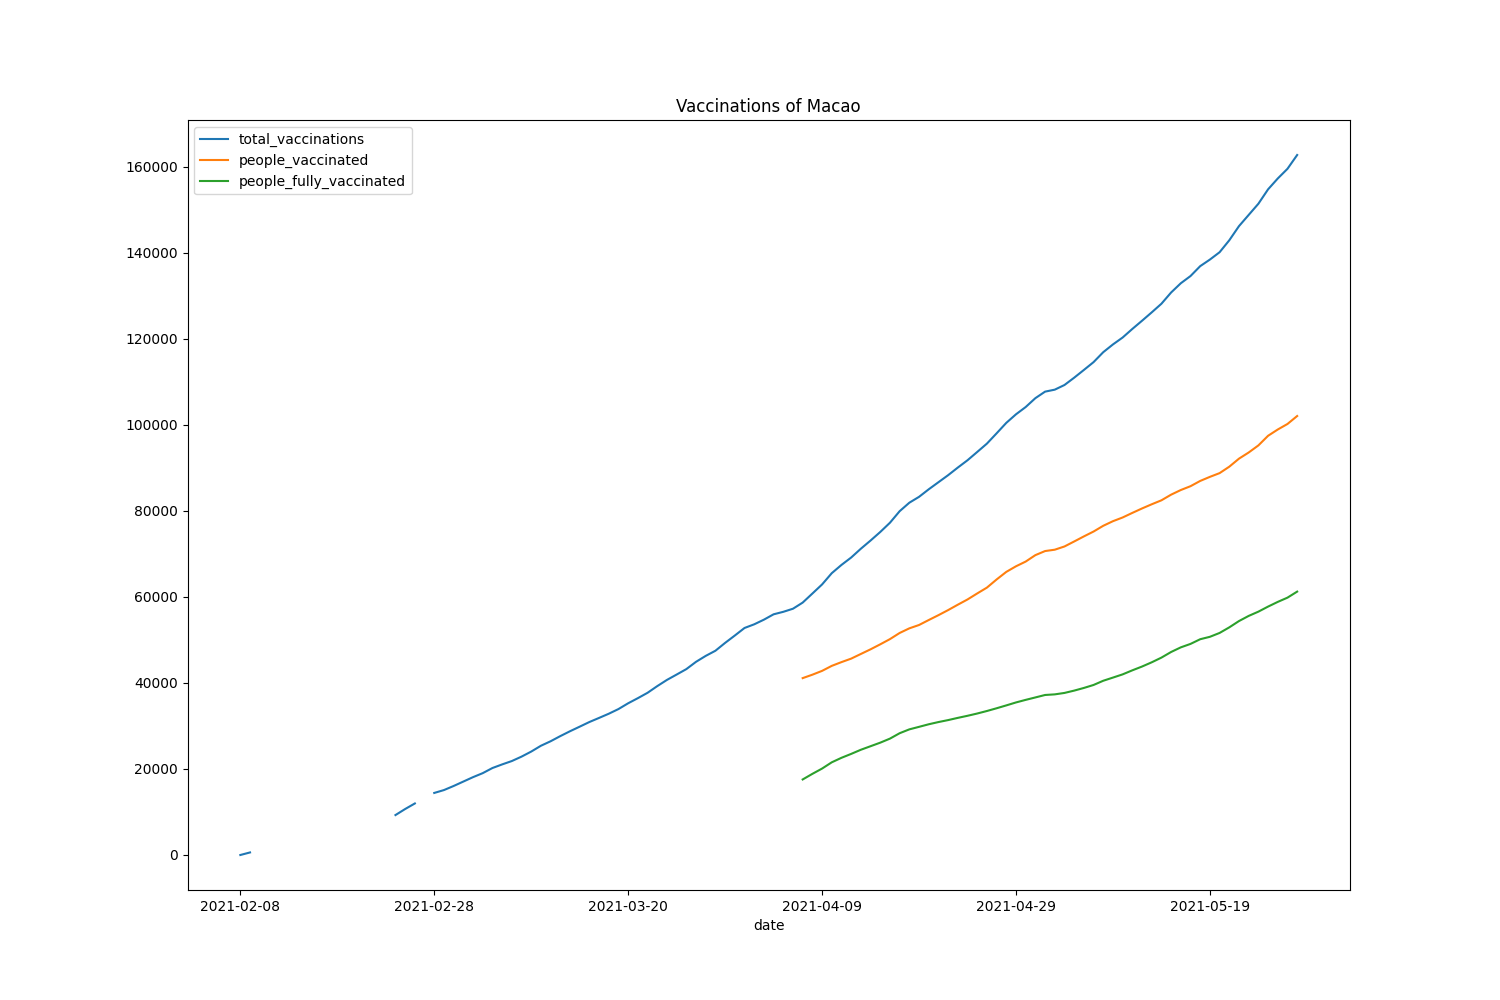 Vaccinations of Macao
total_vaccinations
people_vaccinated
people_fully_vaccinated
160000
140000
120000
100000
80000
60000
40000
20000
0
2021-02-08 2021-02-28 2021-03-20 2021-04-09 2021-04-29 2021-05-19
date